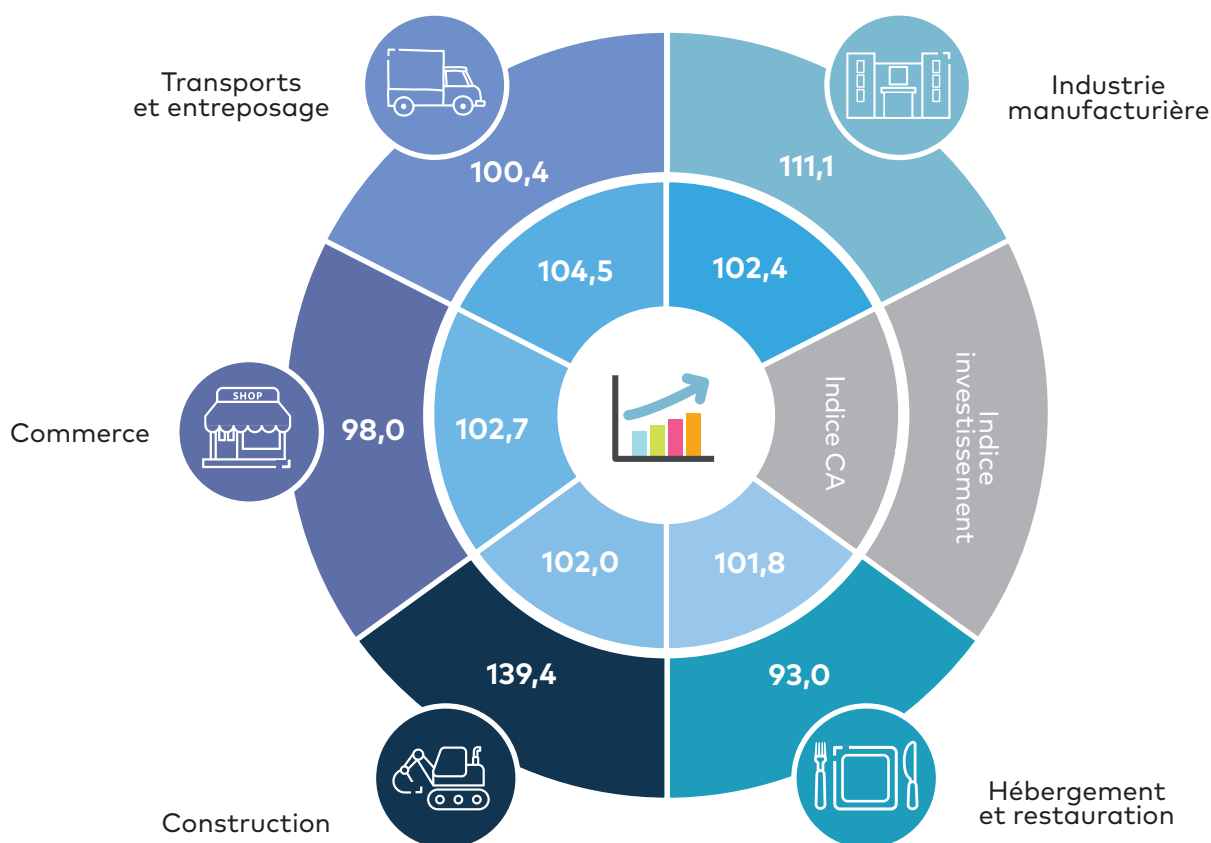 Transports
et entreposage
Industrie
manufacturière
100,4
111,1
104,5
102,4
Commerce
SHOP
98,0
102,7
Indice CA
Indice
investissement
102,0
101,8
139,4
93,0
Construction
Hébergement
et restauration